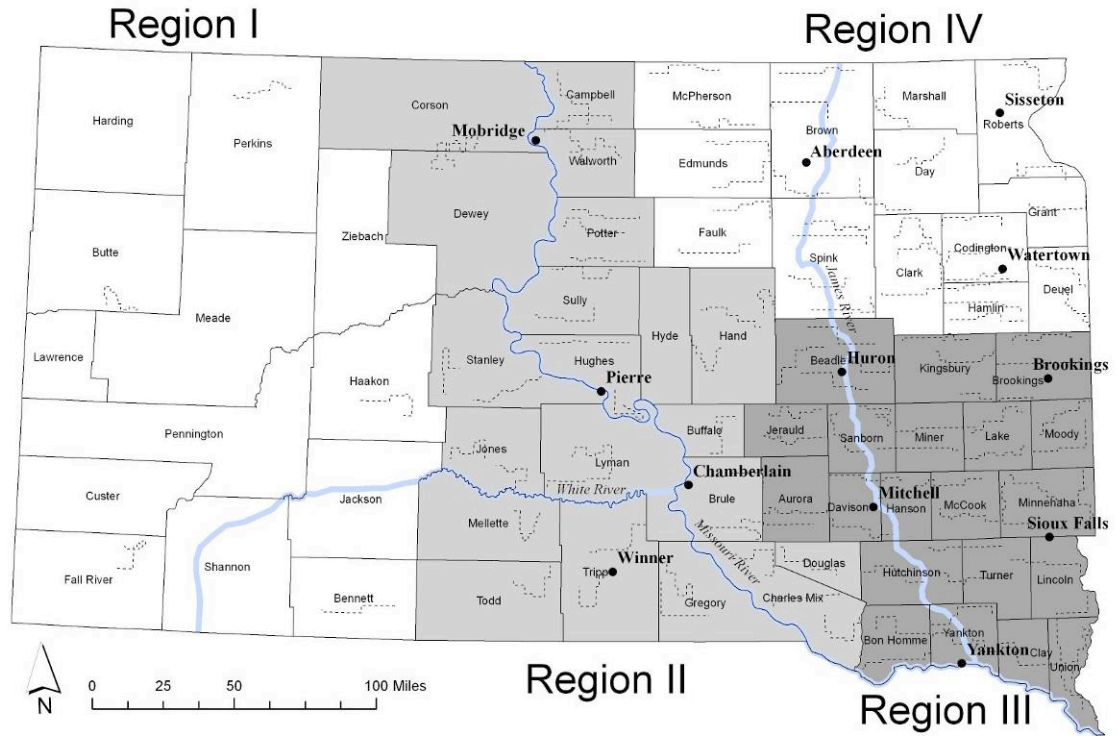 Region I
Region IV
Harding
Perkins
Corson
Campbell
McPherson
Brown
Marshall
Sisseton
Roberts
Mobridge
Walworth
Edmunds
Aberdeen
Day
Butte
Ziebach
Dewey
Potter
Faulk
Spink
Clark
Codington
Grant
Watertown
Meade
Sully
Hyde
Hand
James River
Hamlin
Deuel
Lawrence
Haakon
Stanley
Hughes
Pierre
Beadle
Huron
Kingsbury
Brookings
Brookings
Pennington
Jones
Lyman
Buffalo
Jerauld
Sanborn
Miner
Lake
Moody
Custer
Jackson
White River
Chamberlain
Brule
Aurora
Davison
Mitchell
Hanson
McCook
Minnehaha
Sioux Falls
Fall River
Shannon
Mellette
Missouri River
Winner
Tripp
Douglas
Hutchinson
Turner
Lincoln
Bennett
Todd
Gregory
Charles Mix
Bon Homme
Yankton
Yankton
Clay
Union
N
0 25 50 100 Miles
Region II
Region III